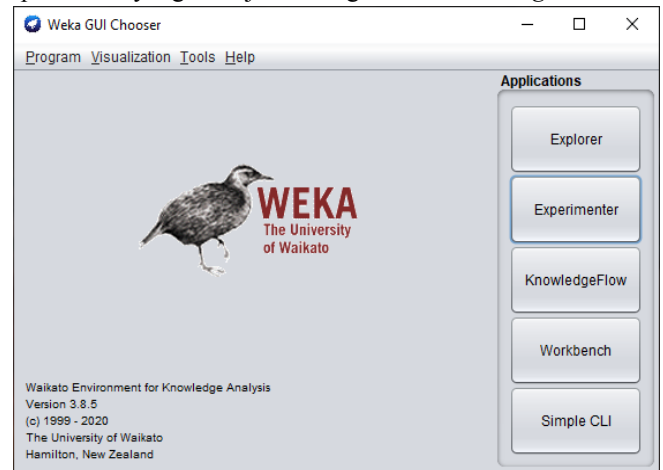 Weka GUI Chooser
Program Visualization Tools Help
Applications
Explorer
WEKA
The University
of Waikato
Experimenter
KnowledgeFlow
Workbench
Simple CLI
Waikato Environment for Knowledge Analysis
Version 3.8.5
(c) 1999 - 2020
The University of Waikato
Hamilton, New Zealand